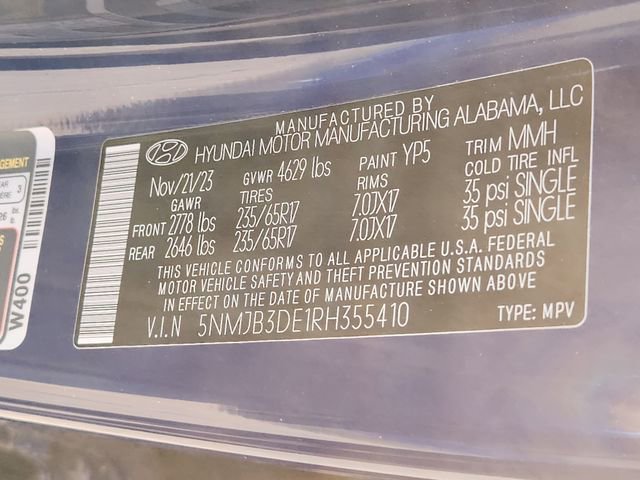 MANUFACTURED BY
HYUNDAI MOTOR MANUFACTURING ALABAMA, LLC
Nov/21/23 GVWR 4629 lbs PAINT YP5 TRIM MMH
GAWR TIRES RIMS COLD TIRE INFL
FRONT 2778 lbs 235/65R17 7.0JX17 35 psi SINGLE
REAR 2646 lbs 235/65R17 7.0JX17 35 psi SINGLE
THIS VEHICLE CONFORMS TO ALL APPLICABLE U.S.A. FEDERAL
MOTOR VEHICLE SAFETY AND THEFT PREVENTION STANDARDS
IN EFFECT ON THE DATE OF MANUFACTURE SHOWN ABOVE
V.I.N 5NMJB3DE1RH355410 TYPE: MPV
W400